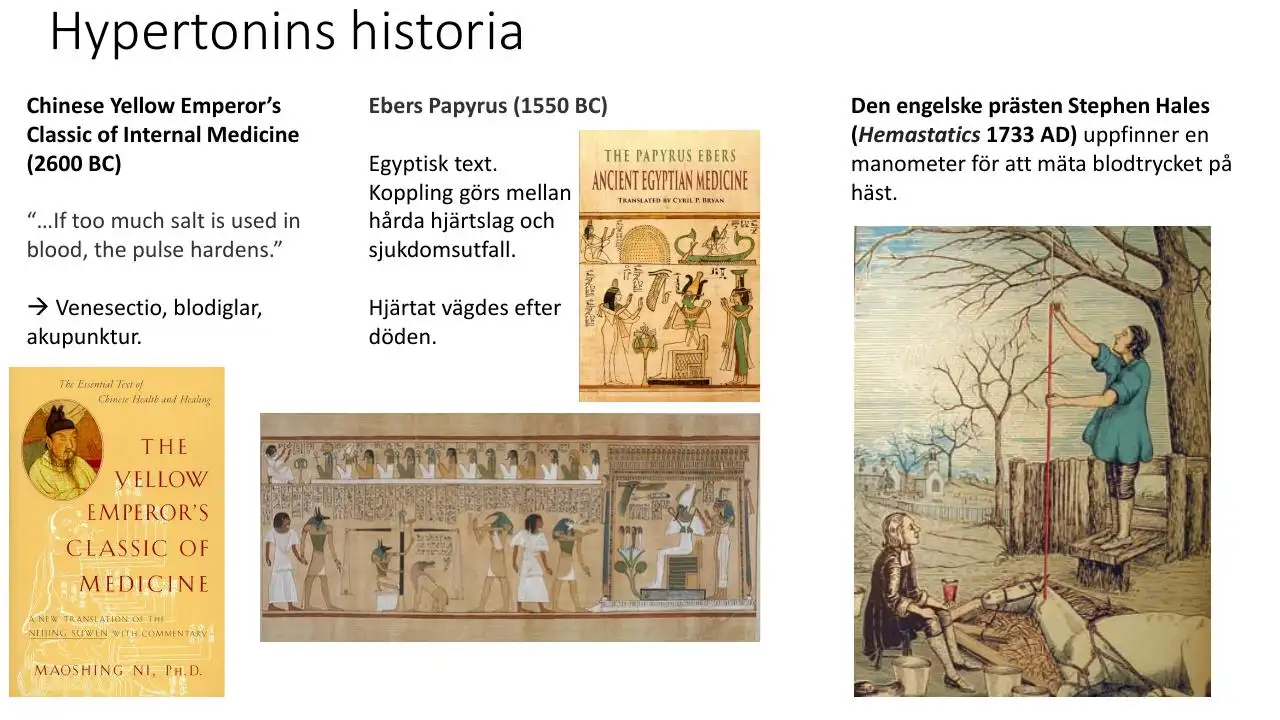 Hypertonins historia
Chinese Yellow Emperor’s
Classic of Internal Medicine
(2600 BC)
“…If too much salt is used in
blood, the pulse hardens.”
→ Venesectio, blodiglar,
akupunktur.
The Essential Text of
Chinese Health and Healing
THE
YELLOW
EMPEROR’S
CLASSIC OF
MEDICINE
A NEW TRANSLATION OF THE
NEIJING SUWEN WITH COMMENTARY
MAOSHING NI, PH.D.
Ebers Papyrus (1550 BC)
Egyptisk text.
Koppling görs mellan
hårda hjärtslag och
sjukdomsutfall.
Hjärtat vägdes efter
döden.
THE PAPYRUS EBERS
ANCIENT EGYPTIAN MEDICINE
TRANSLATED BY CYRIL P. BRYAN
Den engelske prästen Stephen Hales
(Hemastatics 1733 AD) uppfinner en
manometer för att mäta blodtrycket på
häst.